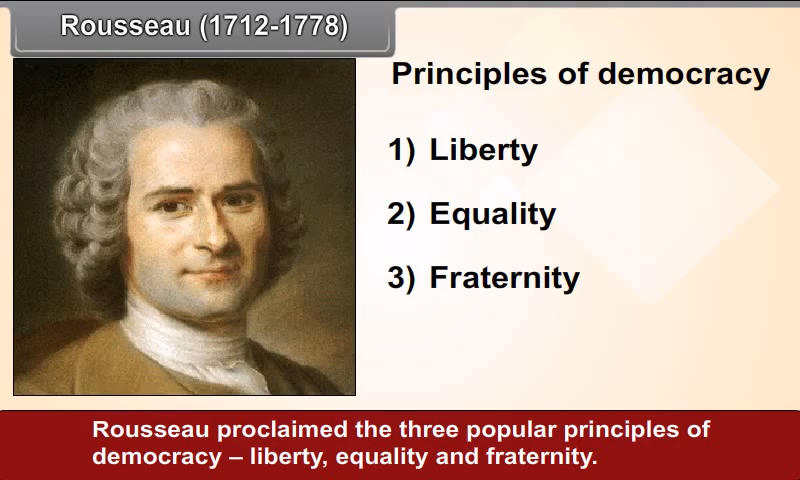 Rousseau (1712-1778)
Principles of democracy
1) Liberty
2) Equality
3) Fraternity
Rousseau proclaimed the three popular principles of
democracy – liberty, equality and fraternity.